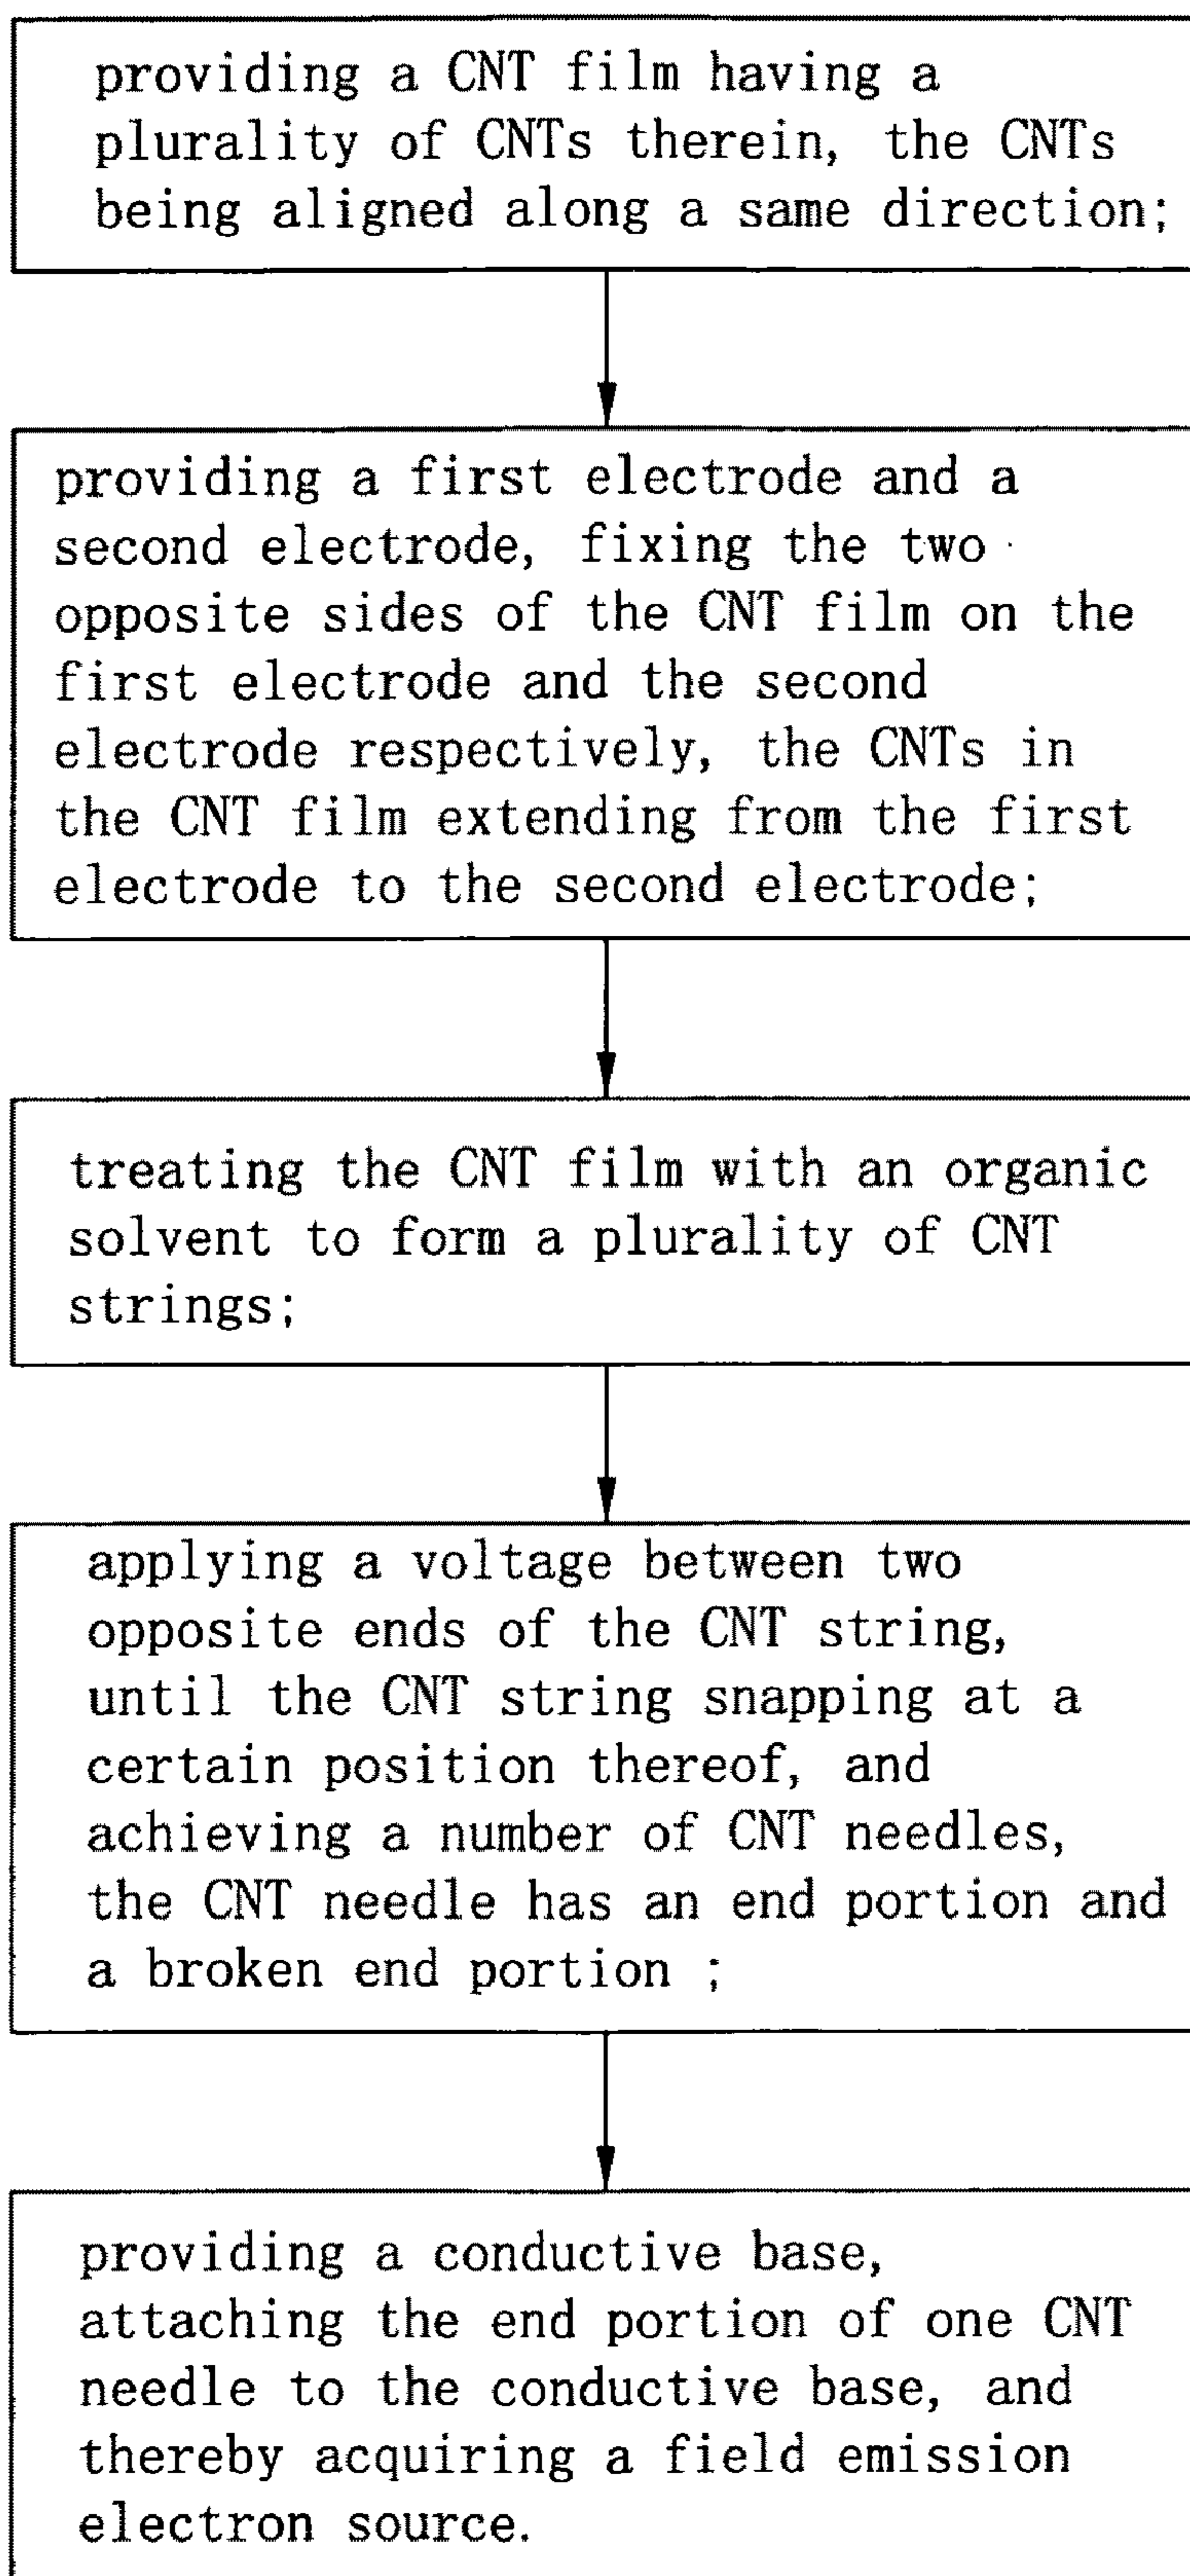 providing a CNT film having a
plurality of CNTs therein, the CNTs
being aligned along a same direction;
providing a first electrode and a
second electrode, fixing the two
opposite sides of the CNT film on the
first electrode and the second
electrode respectively, the CNTs in
the CNT film extending from the first
electrode to the second electrode;
treating the CNT film with an organic
solvent to form a plurality of CNT
strings;
applying a voltage between two
opposite ends of the CNT string,
until the CNT string snapping at a
certain position thereof, and
achieving a number of CNT needles,
the CNT needle has an end portion and
a broken end portion ;
providing a conductive base,
attaching the end portion of one CNT
needle to the conductive base, and
thereby acquiring a field emission
electron source.